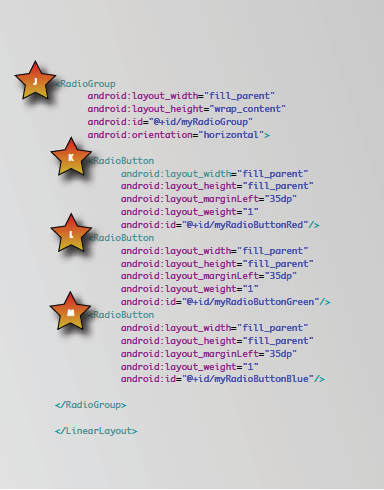 J
<RadioGroup
android:layout_width="fill_parent"
android:layout_height="wrap_content"
android:id="@+id/myRadioGroup"
android:orientation="horizontal">
K
<RadioButton
android:layout_width="fill_parent"
android:layout_height="fill_parent"
android:layout_marginLeft="35dp"
android:layout_weight="1"
android:id="@+id/myRadioButtonRed"/>
L
<RadioButton
android:layout_width="fill_parent"
android:layout_height="fill_parent"
android:layout_marginLeft="35dp"
android:layout_weight="1"
android:id="@+id/myRadioButtonGreen"/>
M
<RadioButton
android:layout_width="fill_parent"
android:layout_height="fill_parent"
android:layout_marginLeft="35dp"
android:layout_weight="1"
android:id="@+id/myRadioButtonBlue"/>
</RadioGroup>
</LinearLayout>